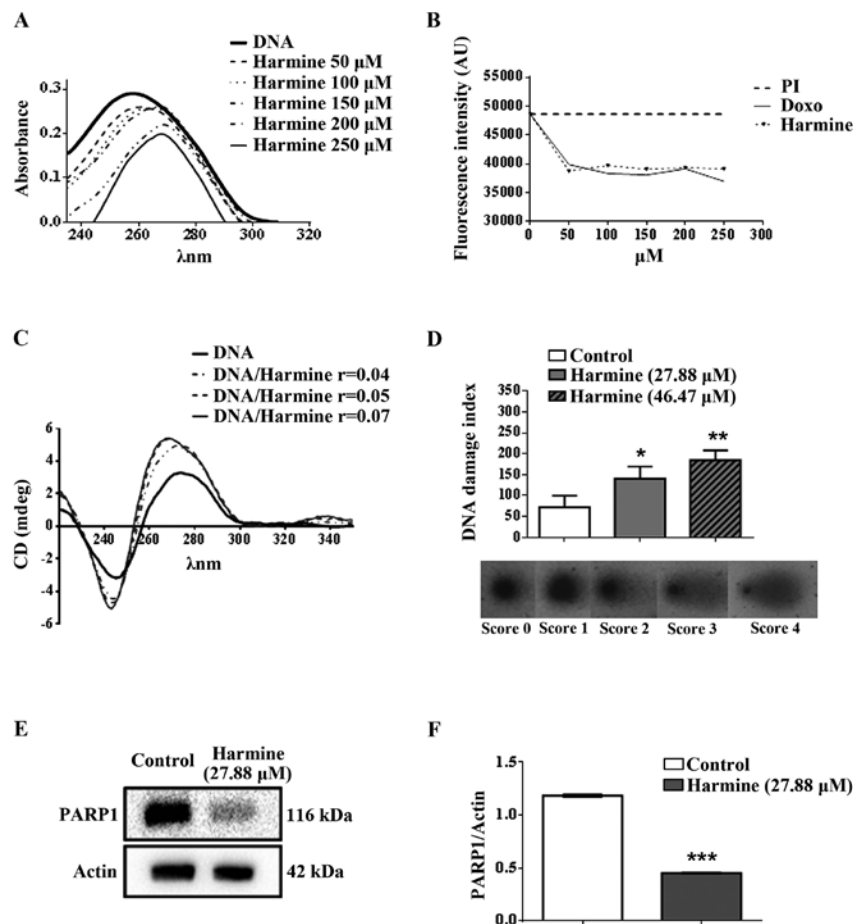 A
DNA
Harmine 50 μM
Harmine 100 μM
Harmine 150 μM
Harmine 200 μM
Harmine 250 μM
Absorbance
0.3
0.2
0.1
0.0
240 260 280 300 320
λnm
B
PI
Doxo
Harmine
Fluorescence intensity (AU)
55000
50000
45000
40000
35000
30000
0 50 100 150 200 250 300
μM
C
DNA
DNA/Harmine r=0.04
DNA/Harmine r=0.05
DNA/Harmine r=0.07
CD (mdeg)
6
4
2
0
-2
-4
-6
240 260 280 300 320 340
λnm
D
Control
Harmine (27.88 μM)
Harmine (46.47 μM)
DNA damage index
350
300
250
200
150
100
50
0
*
**
Score 0 Score 1 Score 2 Score 3 Score 4
E
Control Harmine
(27.88 μM)
PARP1 116 kDa
Actin 42 kDa
F
Control
Harmine (27.88 μM)
PARP1/Actin
1.5
1.0
0.5
0.0
***